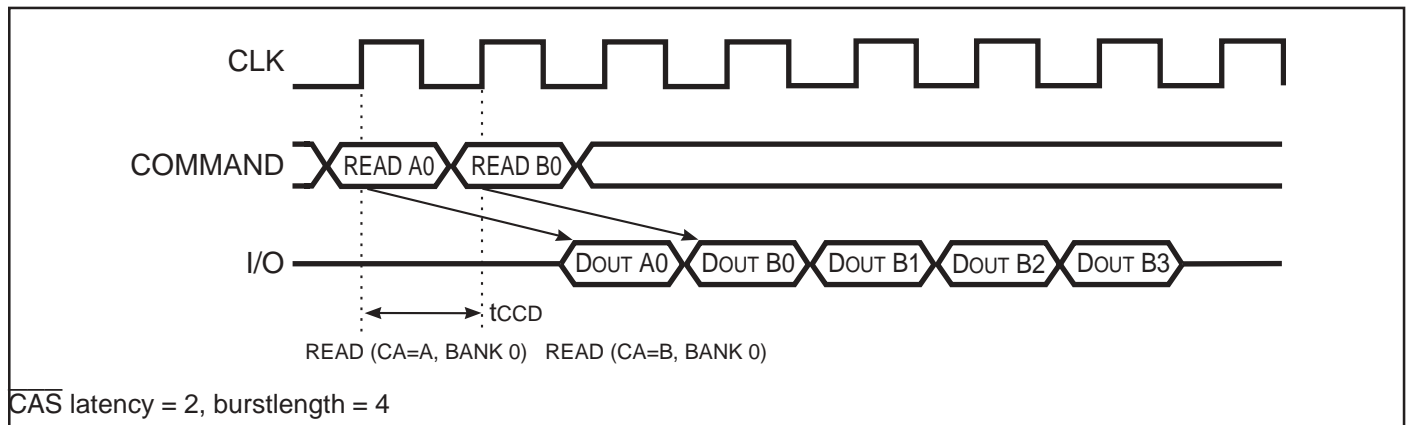 CLK
COMMAND READ A0 READ B0
I/O DOUT A0 DOUT B0 DOUT B1 DOUT B2 DOUT B3
tCCD
READ (CA=A, BANK 0) READ (CA=B, BANK 0)
CAS latency = 2, burstlength = 4